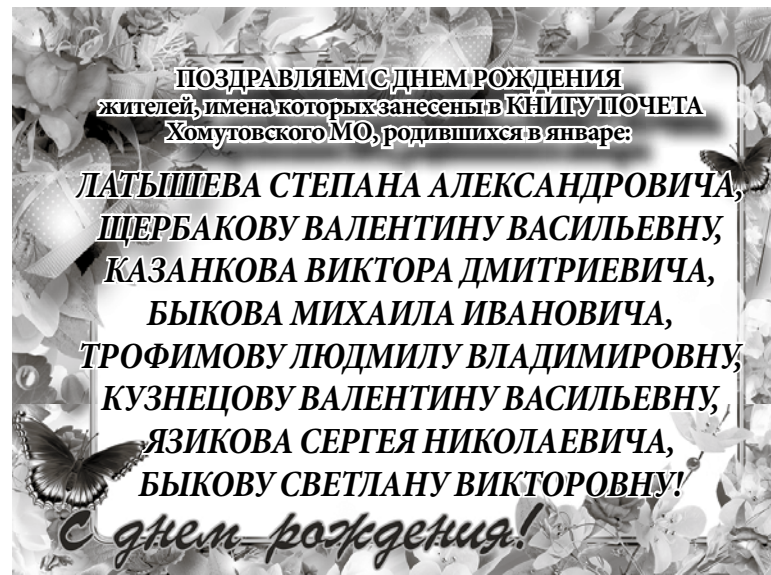 ПОЗДРАВЛЯЕМ С ДНЕМ РОЖДЕНИЯ
жителей, имена которых занесены в КНИГУ ПОЧЕТА
Хомутовского МО, родившихся в январе:
ЛАТЫШЕВА СТЕПАНА АЛЕКСАНДРОВИЧА,
ЩЕРБАКОВУ ВАЛЕНТИНУ ВАСИЛЬЕВНУ,
КАЗАНКОВА ВИКТОРА ДМИТРИЕВИЧА,
БЫКОВА МИХАИЛА ИВАНОВИЧА,
ТРОФИМОВУ ЛЮДМИЛУ ВЛАДИМИРОВНУ,
КУЗНЕЦОВУ ВАЛЕНТИНУ ВАСИЛЬЕВНУ,
ЯЗИКОВА СЕРГЕЯ НИКОЛАЕВИЧА,
БЫКОВУ СВЕТЛАНУ ВИКТОРОВНУ!
С днем рождения!